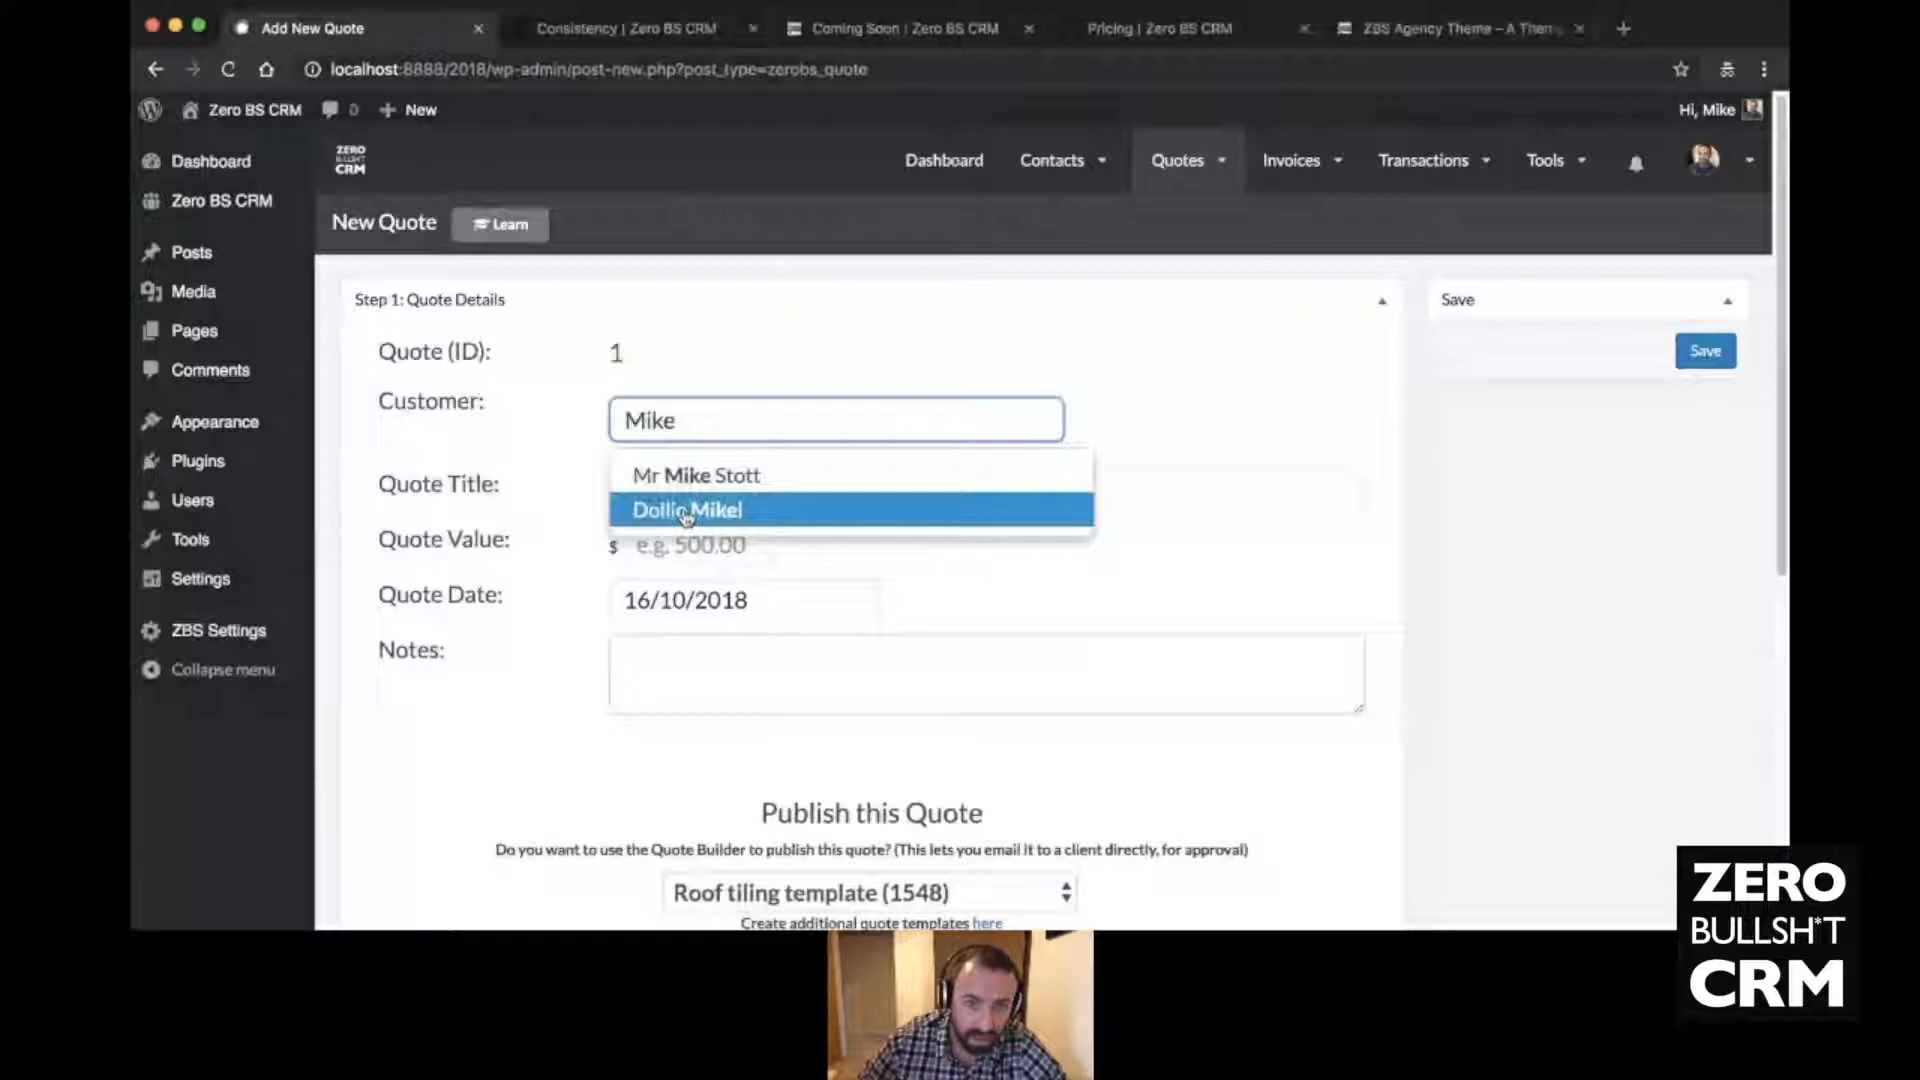 Add New Quote
Consistency | Zero BS CRM
Coming Soon | Zero BS CRM
Pricing | Zero BS CRM
ZBS Agency Theme – A Them
localhost:8888/2018/wp-admin/post-new.php?post_type=zerobs_quote
Zero BS CRM
0
New
Hi, Mike
Dashboard
Zero BS CRM
Posts
Media
Pages
Comments
Appearance
Plugins
Users
Tools
Settings
ZBS Settings
Collapse menu
ZERO
BULLSH*T
CRM
Dashboard
Contacts
Quotes
Invoices
Transactions
Tools
New Quote
Learn
Step 1: Quote Details
Save
Quote (ID):
1
Save
Customer:
Mike
Mr Mike Stott
Mikel
Quote Title:
Quote Value:
$
e.g. 500.00
Quote Date:
16/10/2018
Notes:
Publish this Quote
Do you want to use the Quote Builder to publish this quote? (This lets you email it to a client directly, for approval)
Roof tiling template (1548)
Create additional quote templates here
ZERO
BULLSH*T
CRM